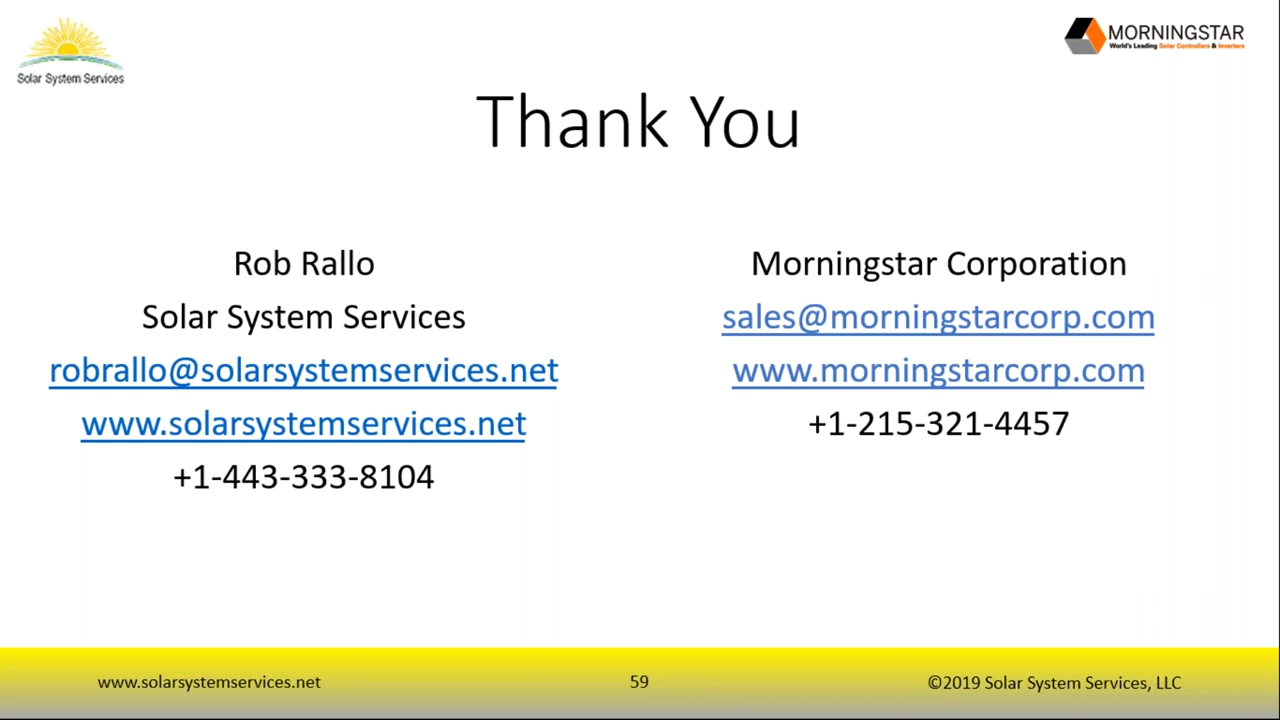 Solar System Services
MORNINGSTAR
World's Leading Solar Controllers & Inverters
Thank You
Rob Rallo
Solar System Services
robrallo@solarsystemservices.net
www.solarsystemservices.net
+1-443-333-8104
Morningstar Corporation
sales@morningstarcorp.com
www.morningstarcorp.com
+1-215-321-4457
www.solarsystemservices.net
59
©2019 Solar System Services, LLC